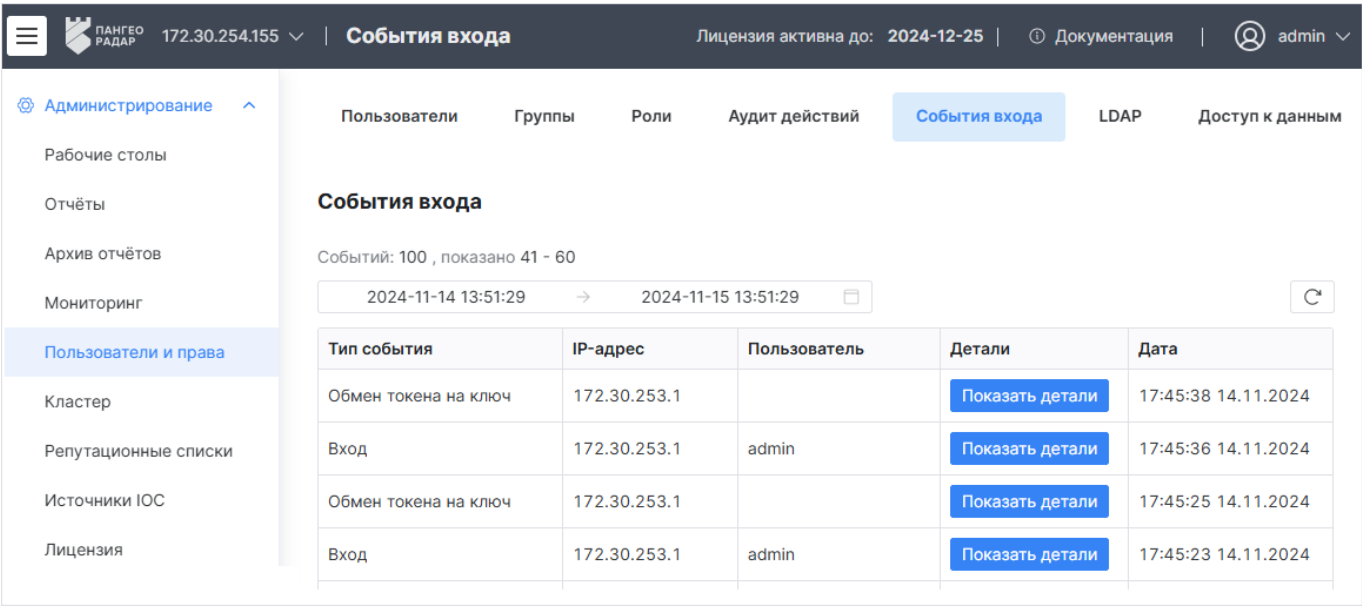 ПАНГЕО РАДАР 172.30.254.155 | События входа Лицензия активна до: 2024-12-25 | Документация | admin
Администрирование
Рабочие столы
Отчёты
Архив отчётов
Мониторинг
Пользователи и права
Кластер
Репутационные списки
Источники IOC
Лицензия
Пользователи Группы Роли Аудит действий События входа LDAP Доступ к данным
События входа
Событий: 100 , показано 41 - 60
2024-11-14 13:51:29 → 2024-11-15 13:51:29
Тип события IP-адрес Пользователь Детали Дата
Обмен токена на ключ 172.30.253.1 Показать детали 17:45:38 14.11.2024
Вход 172.30.253.1 admin Показать детали 17:45:36 14.11.2024
Обмен токена на ключ 172.30.253.1 Показать детали 17:45:25 14.11.2024
Вход 172.30.253.1 admin Показать детали 17:45:23 14.11.2024